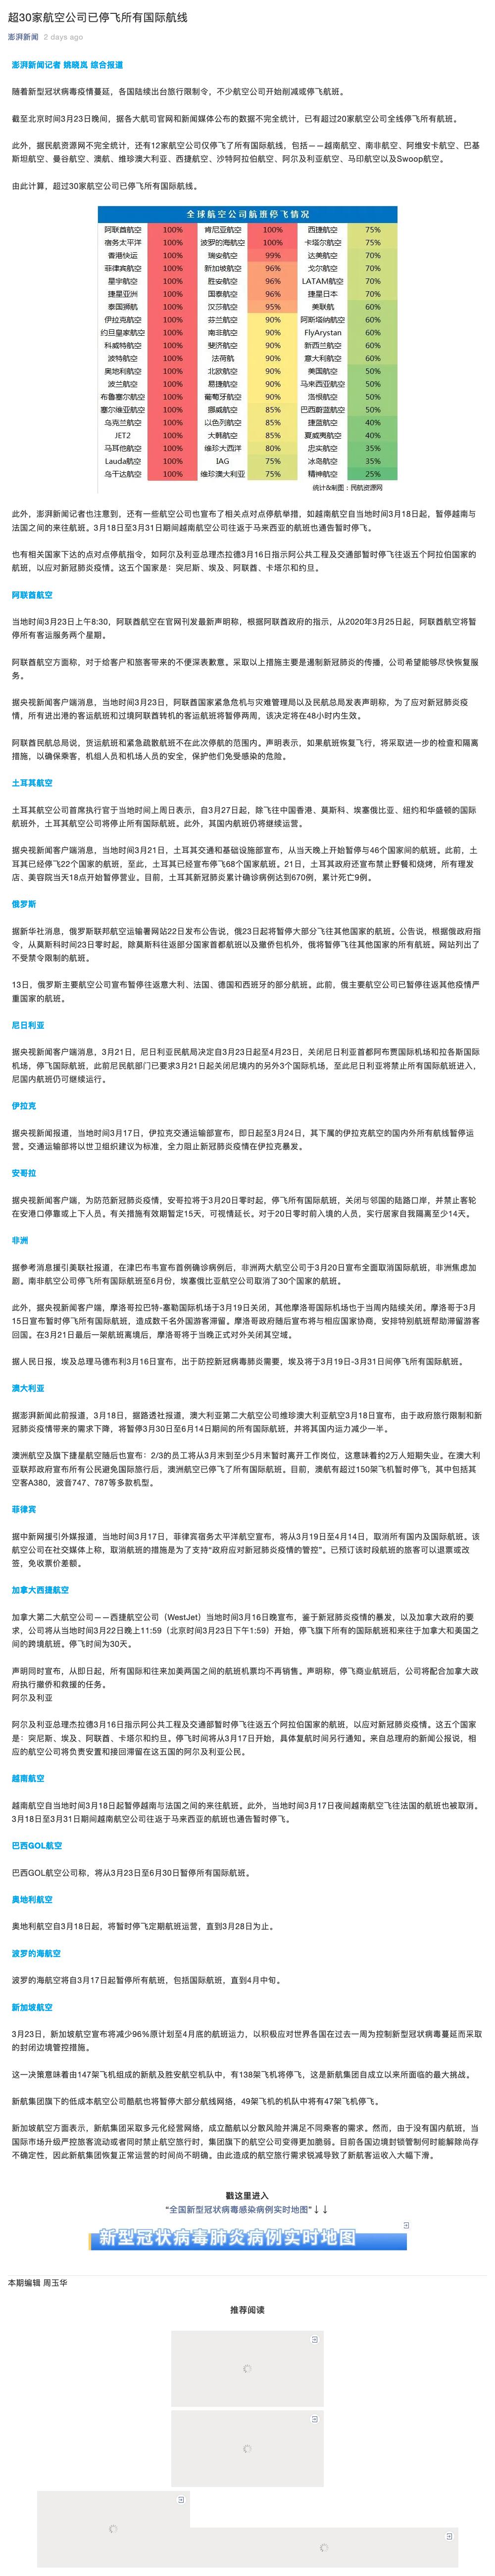 超30家航空公司已停飞所有国际航线
澎湃新闻 2 days ago
澎湃新闻记者 姚晓岚 综合报道
随着新型冠状病毒疫情蔓延，各国陆续出台旅行限制令，不少航空公司开始削减或停飞航班。
截至北京时间3月23日晚间，据各大航司官网和新闻媒体公布的数据不完全统计，已有超过20家航空公司全线停飞所有航班。
此外，据民航资源网不完全统计，还有12家航空公司仅停飞了所有国际航线，包括——越南航空、南非航空、阿维安卡航空、巴基
斯坦航空、曼谷航空、澳航、维珍澳大利亚、西捷航空、沙特阿拉伯航空、阿尔及利亚航空、马印航空以及Swoop航空。
由此计算，超过30家航空公司已停飞所有国际航线。
全球航空公司航班停飞情况
阿联酋航空 100% 肯尼亚航空 100% 西捷航空 75%
宿务太平洋 100% 波罗的海航空 100% 卡塔尔航空 75%
香港快运 100% 瑞安航空 99% 达美航空 70%
菲律宾航空 100% 新加坡航空 96% 戈尔航空 70%
星宇航空 100% 胜安航空 96% LATAM航空 70%
捷星亚洲 100% 国泰航空 96% 捷星日本 70%
泰国狮航 100% 汉莎航空 95% 美联航 60%
伊拉克航空 100% 芬兰航空 90% 阿斯塔纳航空 60%
约旦皇家航空 100% 南非航空 90% FlyArystan 60%
科威特航空 100% 斐济航空 90% 新西兰航空 60%
波特航空 100% 法荷航 90% 意大利航空 60%
奥地利航空 100% 北欧航空 90% 美国航空 50%
波兰航空 100% 易捷航空 90% 马来西亚航空 50%
布鲁塞尔航空 100% 葡萄牙航空 90% 洛根航空 50%
塞尔维亚航空 100% 挪威航空 85% 巴西蔚蓝航空 50%
乌克兰航空 100% 以色列航空 85% 捷蓝航空 40%
JET2 100% 大韩航空 85% 夏威夷航空 40%
马耳他航空 100% 维珍大西洋 80% 忠实航空 35%
Lauda航空 100% IAG 75% 冰岛航空 35%
乌干达航空 100% 维珍澳大利亚 75% 精神航空 25%
统计&制图：民航资源网
此外，澎湃新闻记者也注意到，还有一些航空公司也宣布了相关点对点停航举措，如越南航空自当地时间3月18日起，暂停越南与
法国之间的来往航班。3月18日至3月31日期间越南航空公司往返于马来西亚的航班也通告暂时停飞。
也有相关国家下达的点对点停航指令，如阿尔及利亚总理杰拉德3月16日指示阿公共工程及交通部暂时停飞往返五个阿拉伯国家的
航班，以应对新冠肺炎疫情。这五个国家是：突尼斯、埃及、阿联酋、卡塔尔和约旦。
阿联酋航空
当地时间3月23日上午8:30，阿联酋航空在官网刊发最新声明称，根据阿联酋政府的指示，从2020年3月25日起，阿联酋航空将暂
停所有客运服务两个星期。
阿联酋航空方面称，对于给客户和旅客带来的不便深表歉意。采取以上措施主要是遏制新冠肺炎的传播，公司希望能够尽快恢复服
务。
据央视新闻客户端消息，当地时间3月23日，阿联酋国家紧急危机与灾难管理局以及民航总局发表声明称，为了应对新冠肺炎疫
情，所有进出港的客运航班和过境阿联酋转机的客运航班将暂停两周，该决定将在48小时内生效。
阿联酋民航总局说，货运航班和紧急疏散航班不在此次停航的范围内。声明表示，如果航班恢复飞行，将采取进一步的检查和隔离
措施，以确保乘客，机组人员和机场人员的安全，保护他们免受感染的危险。
土耳其航空
土耳其航空公司首席执行官于当地时间上周日表示，自3月27日起，除飞往中国香港、莫斯科、埃塞俄比亚、纽约和华盛顿的国际
航班外，土耳其航空公司将停止所有国际航班。此外，其国内航班仍将继续运营。
据央视新闻客户端消息，当地时间3月21日，土耳其交通和基础设施部宣布，从当天晚上开始暂停与46个国家间的航班。此前，土
耳其已经停飞22个国家的航班，至此，土耳其已经宣布停飞68个国家航班。21日，土耳其政府还宣布禁止野餐和烧烤，所有理发
店、美容院当天18点开始暂停营业。目前，土耳其新冠肺炎累计确诊病例达到670例，累计死亡9例。
俄罗斯
据新华社消息，俄罗斯联邦航空运输署网站22日发布公告说，俄23日起将暂停大部分飞往其他国家的航班。公告说，根据俄政府指
令，从莫斯科时间23日零时起，除莫斯科往返部分国家首都航班以及撤侨包机外，俄将暂停飞往其他国家的所有航班。网站列出了
不受禁令限制的航班。
13日，俄罗斯主要航空公司宣布暂停往返意大利、法国、德国和西班牙的部分航班。此前，俄主要航空公司已暂停往返其他疫情严
重国家的航班。
尼日利亚
据央视新闻客户端消息，3月21日，尼日利亚民航局决定自3月23日起至4月23日，关闭尼日利亚首都阿布贾国际机场和拉各斯国际
机场，停飞国际航班，此前尼民航部门已要求3月21日起关闭尼境内的另外3个国际机场，至此尼日利亚将禁止所有国际航班进入，
尼国内航班仍可继续运行。
伊拉克
据央视新闻报道，当地时间3月17日，伊拉克交通运输部宣布，即日起至3月24日，其下属的伊拉克航空的国内外所有航线暂停运
营。交通运输部将以世卫组织建议为标准，全力阻止新冠肺炎疫情在伊拉克暴发。
安哥拉
据央视新闻客户端，为防范新冠肺炎疫情，安哥拉将于3月20日零时起，停飞所有国际航班，关闭与邻国的陆路口岸，并禁止客轮
在安港口停靠或上下人员。有关措施有效期暂定15天，可视情延长。对于20日零时前入境的人员，实行居家自我隔离至少14天。
非洲
据参考消息援引美联社报道，在津巴布韦宣布首例确诊病例后，非洲两大航空公司于3月20日宣布全面取消国际航班，非洲焦虑加
剧。南非航空公司停飞所有国际航班至6月份，埃塞俄比亚航空公司取消了30个国家的航班。
此外，据央视新闻客户端，摩洛哥拉巴特-塞勒国际机场于3月19日关闭，其他摩洛哥国际机场也于当周内陆续关闭。摩洛哥于3月
15日宣布暂时停飞所有国际航班，造成数千名外国游客滞留。摩洛哥政府随后宣布将与相应国家协商，安排特别航班帮助滞留游客
回国。在3月21日最后一架航班离境后，摩洛哥将于当晚正式对外关闭其空域。
据人民日报，埃及总理马德布利3月16日宣布，出于防控新冠病毒肺炎需要，埃及将于3月19日-3月31日间停飞所有国际航班。
澳大利亚
据澎湃新闻此前报道，3月18日，据路透社报道，澳大利亚第二大航空公司维珍澳大利亚航空3月18日宣布，由于政府旅行限制和新
冠肺炎疫情带来的需求下降，将暂停3月30日至6月14日期间的所有国际航班，并将其国内运力减少一半。
澳洲航空及旗下捷星航空随后也宣布：2/3的员工将从3月末到至少5月末暂时离开工作岗位，这意味着约2万人短期失业。在澳大利
亚联邦政府宣布所有公民避免国际旅行后，澳洲航空已停飞了所有国际航班。目前，澳航有超过150架飞机暂时停飞，其中包括其
空客A380，波音747、787等多款机型。
菲律宾
据中新网援引外媒报道，当地时间3月17日，菲律宾宿务太平洋航空宣布，将从3月19日至4月14日，取消所有国内及国际航班。该
航空公司在社交媒体上称，取消航班的措施是为了支持“政府应对新冠肺炎疫情的管控”。已预订该时段航班的旅客可以退票或改
签，免收票价差额。
加拿大西捷航空
加拿大第二大航空公司——西捷航空公司（WestJet）当地时间3月16日晚宣布，鉴于新冠肺炎疫情的暴发，以及加拿大政府的要
求，公司将从当地时间3月22日晚上11:59（北京时间3月23日下午1:59）开始，停飞旗下所有的国际航班和来往于加拿大和美国之
间的跨境航班。停飞时间为30天。
声明同时宣布，从即日起，所有国际和往来加美两国之间的航班机票均不再销售。声明称，停飞商业航班后，公司将配合加拿大政
府执行撤侨和救援的任务。
阿尔及利亚
阿尔及利亚总理杰拉德3月16日指示阿公共工程及交通部暂时停飞往返五个阿拉伯国家的航班，以应对新冠肺炎疫情。这五个国家
是：突尼斯、埃及、阿联酋、卡塔尔和约旦。停飞时间将从3月17日开始，具体复航时间另行通知。来自总理府的新闻公报说，相
应的航空公司将负责安置和接回滞留在这五国的阿尔及利亚公民。
越南航空
越南航空自当地时间3月18日起暂停越南与法国之间的来往航班。此外，当地时间3月17日夜间越南航空飞往法国的航班也被取消。
3月18日至3月31日期间越南航空公司往返于马来西亚的航班也通告暂时停飞。
巴西GOL航空
巴西GOL航空公司称，将从3月23日至6月30日暂停所有国际航班。
奥地利航空
奥地利航空自3月18日起，将暂时停飞定期航班运营，直到3月28日为止。
波罗的海航空
波罗的海航空将自3月17日起暂停所有航班，包括国际航班，直到4月中旬。
新加坡航空
3月23日，新加坡航空宣布将减少96%原计划至4月底的航班运力，以积极应对世界各国在过去一周为控制新型冠状病毒蔓延而采取
的封闭边境管控措施。
这一决策意味着由147架飞机组成的新航及胜安航空机队中，有138架飞机将停飞，这是新航集团自成立以来所面临的最大挑战。
新航集团旗下的低成本航空公司酷航也将暂停大部分航线网络，49架飞机的机队中将有47架飞机停飞。
新加坡航空方面表示，新航集团采取多元化经营网络，成立酷航以分散风险并满足不同乘客的需求。然而，由于没有国内航班，当
国际市场升级严控旅客流动或者同时禁止航空旅行时，集团旗下的航空公司变得更加脆弱。目前各国边境封锁管制何时能解除尚存
不确定性，因此新航集团恢复正常运营的时间尚不明确。由此造成的航空旅行需求锐减导致了新航客运收入大幅下滑。
戳这里进入
“全国新型冠状病毒感染病例实时地图”↓↓
新型冠状病毒肺炎病例实时地图
本期编辑 周玉华
推荐阅读